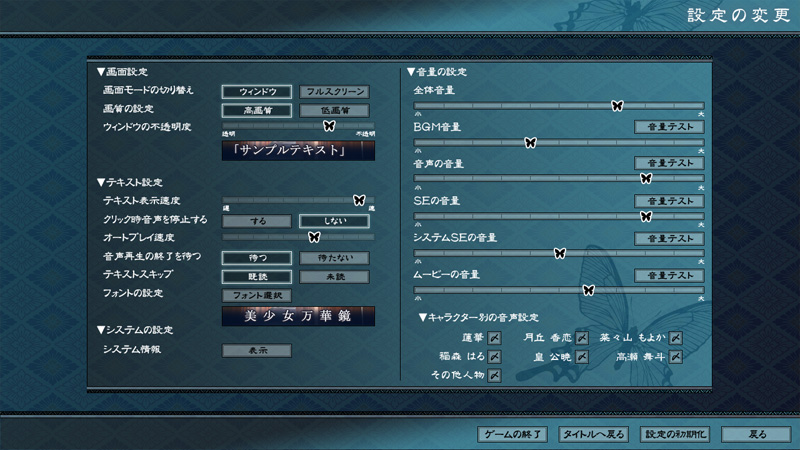 設定の変更
▼画面設定
画面モードの切り替え ウィンドウ フルスクリーン
画質の設定 高画質 低画質
ウィンドウの不透明度
透明 不透明
「サンプルテキスト」
▼テキスト設定
テキスト表示速度
遅 速
クリック時音声を停止する する しない
オートプレイ速度
音声再生の終了を待つ 待つ 待たない
テキストスキップ 既読 未読
フォントの設定 フォント選択
美少女万華鏡
▼システムの設定
システム情報 表示
▼音量の設定
全体音量
小 大
BGM音量 音量テスト
小 大
音声の音量 音量テスト
小 大
SEの音量 音量テスト
小 大
システムSEの音量 音量テスト
小 大
ムービーの音量 音量テスト
小 大
▼キャラクター別の音声設定
蓮華 〆 月丘 香恋 〆 菜々山 もよか 〆
稲森 はる 〆 皇 公暁 〆 高瀬 舞斗 〆
その他人物 〆
ゲームの終了 タイトルへ戻る 設定の初期化 戻る